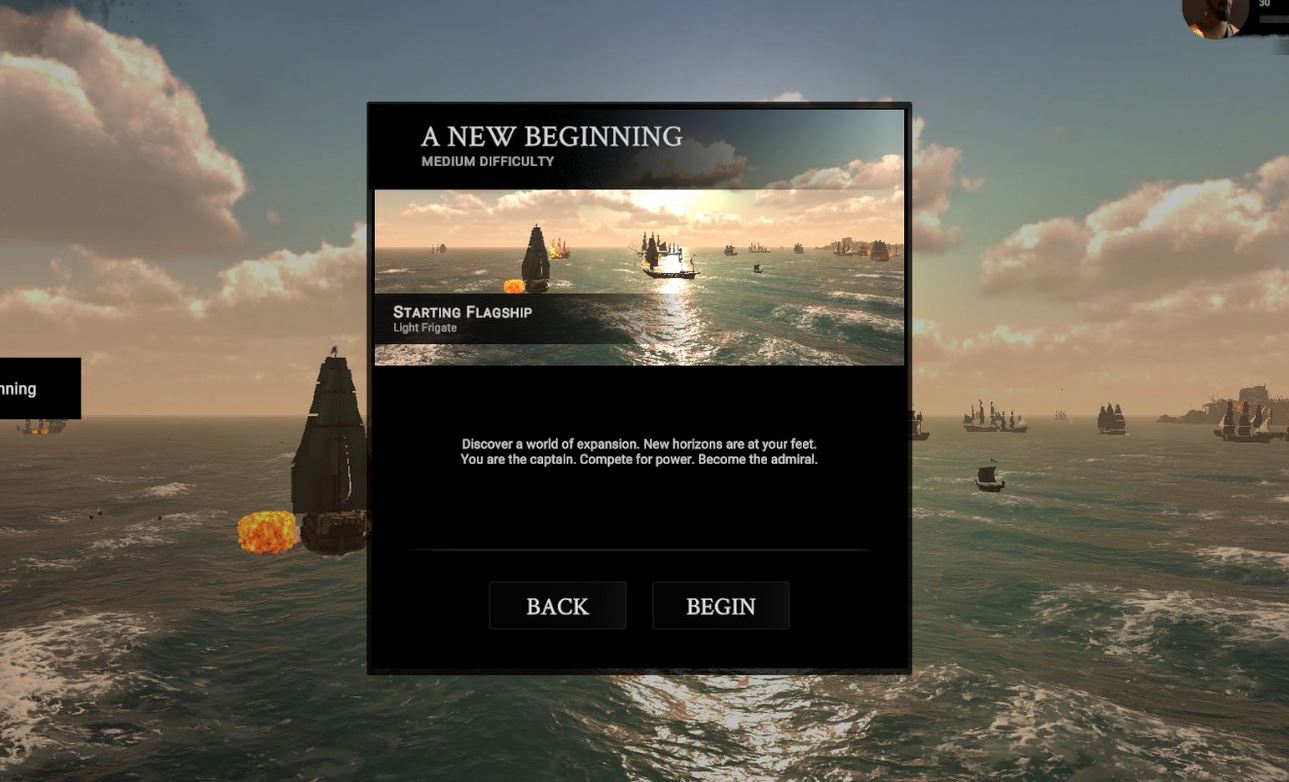 30
A NEW BEGINNING
MEDIUM DIFFICULTY
STARTING FLAGSHIP
Light Frigate
nning
Discover a world of expansion. New horizons are at your feet.
You are the captain. Compete for power. Become the admiral.
BACK
BEGIN